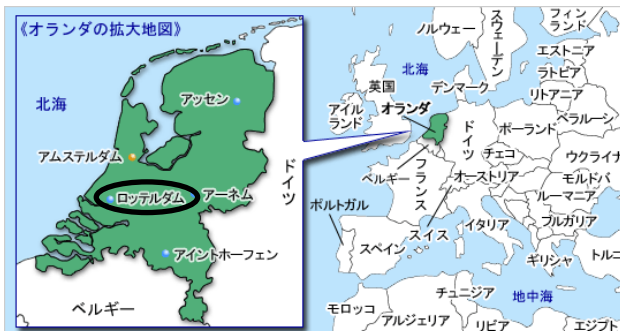 《オランダの拡大地図》
北海
アッセン
アムステルダム
ロッテルダム
アーネム
アイントホーフェン
ドイツ
ベルギー
ノルウェー
スウェーデン
フィン
ランド
エストニア
ラトビア
リトアニア
北海
デンマーク
英国
アイル
ランド
オランダ
ドイツ
ポーランド
ベラルーシ
チェコ
ウクライナ
ベルギー
フランス
オーストリア
モルドバ
ルーマニア
ポルトガル
スイス
イタリア
ブルガリア
スペイン
ギリシャ
トルコ
地中海
モロッコ
アルジェリア
チュニジア
リビア
エジプト